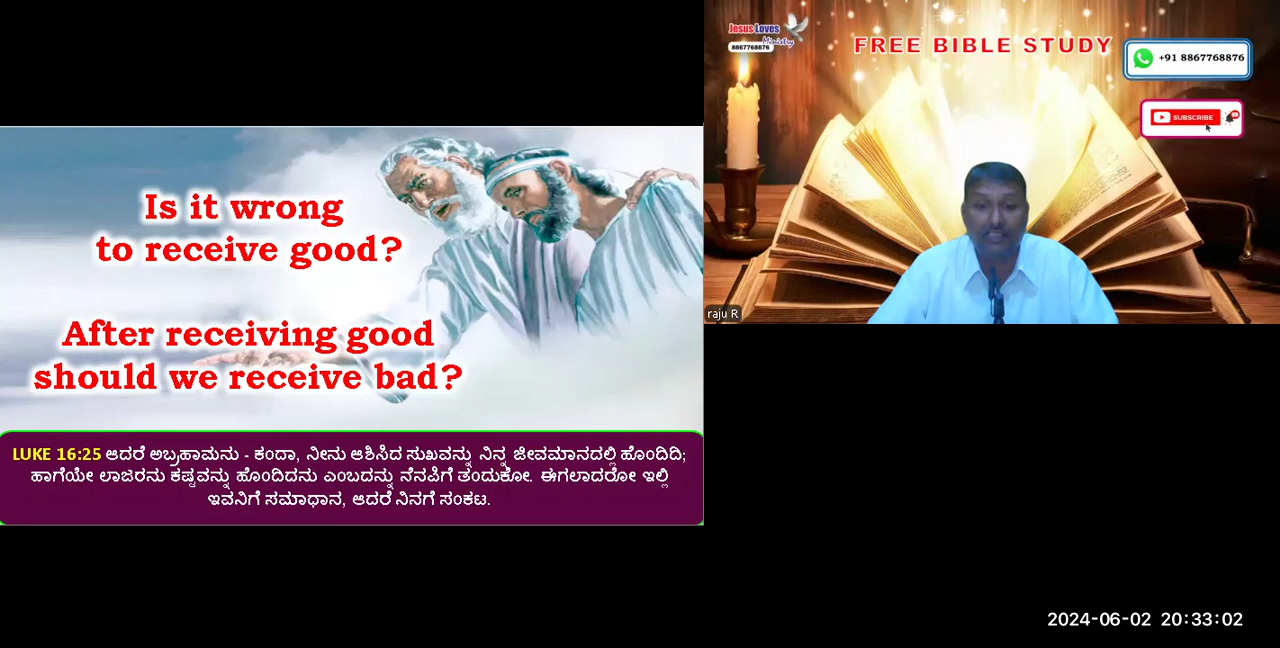 Is it wrong
to receive good?
After receiving good
should we receive bad?
LUKE 16:25 ಆದರೆ ಅಬ್ರಹಾಮನು - ಕಂದಾ, ನೀನು ಆಶಿಸಿದ ಸುಖವನ್ನು ನಿನ್ನ ಜೀವಮಾನದಲ್ಲಿ ಹೊಂದಿದಿ;
ಹಾಗೆಯೇ ಲಾಜರನು ಕಷ್ಟವನ್ನು ಹೊಂದಿದನು ಎಂಬದನ್ನು ನೆನಪಿಗೆ ತಂದುಕೋ. ಈಗಲಾದರೋ ಇಲ್ಲಿ
ಇವನಿಗೆ ಸಮಾಧಾನ, ಆದರೆ ನಿನಗೆ ಸಂಕಟ.
Jesus Loves
Ministry
8867768876
FREE BIBLE STUDY
+91 8867768876
SUBSCRIBE
raju R
2024-06-02 20:33:02